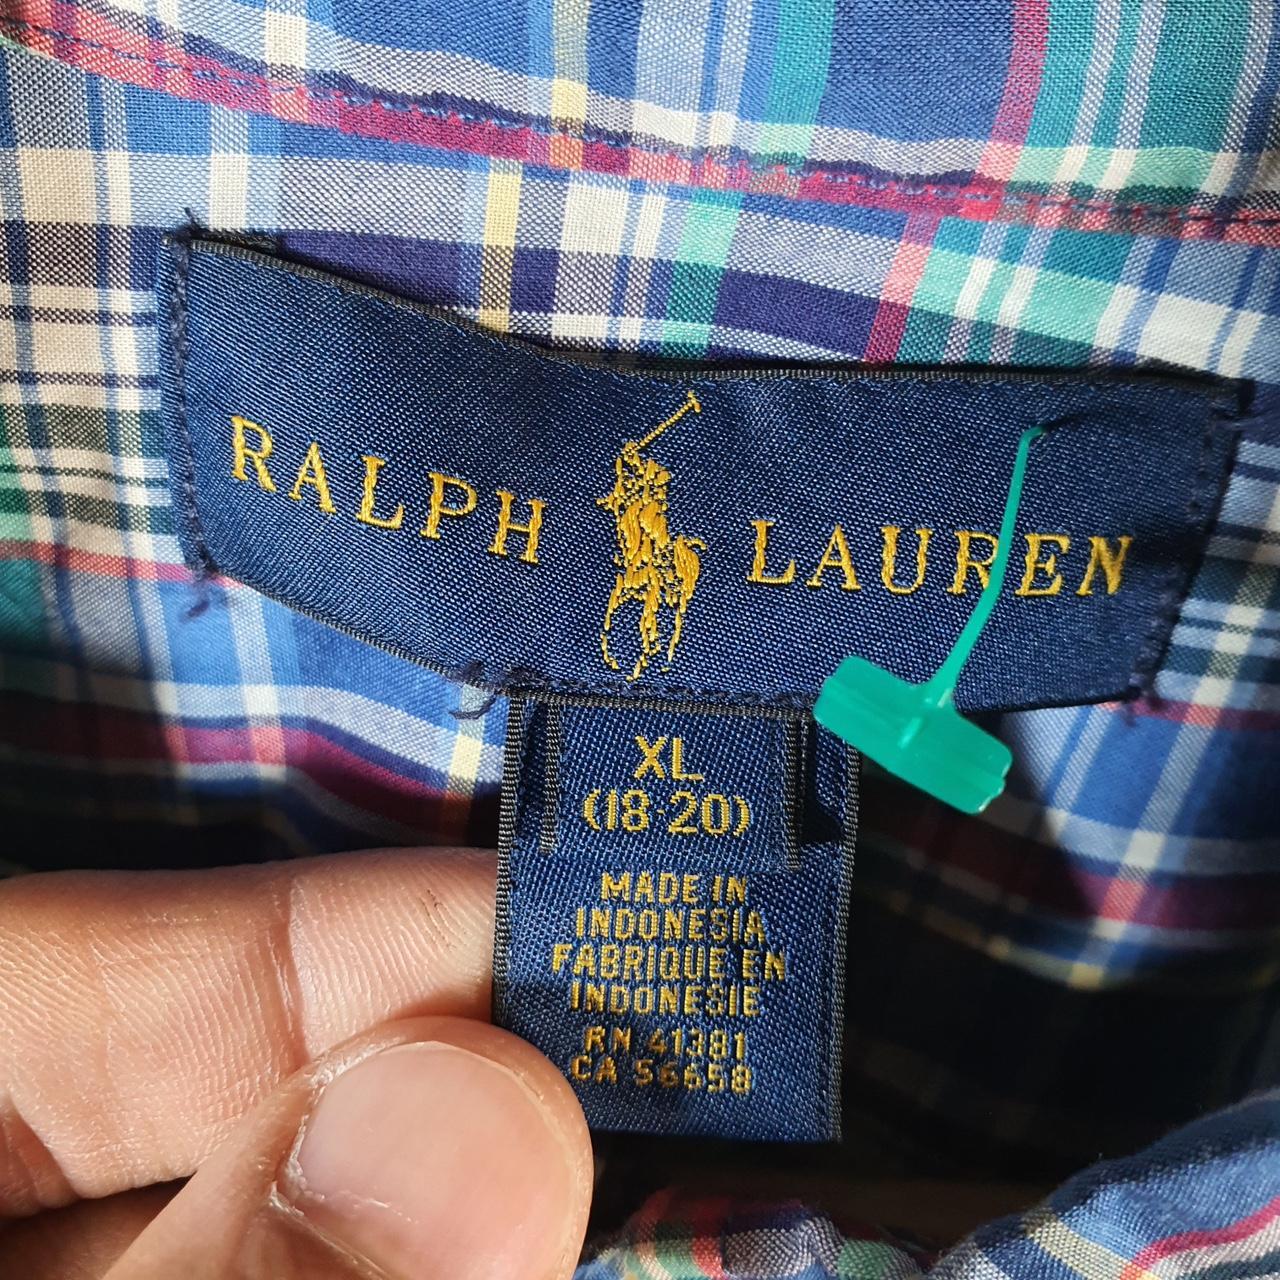 RALPH LAUREN
XL
(18-20)
MADE IN
INDONESIA
FABRIQUE EN
INDONESIE
RN 41381
CA 56658